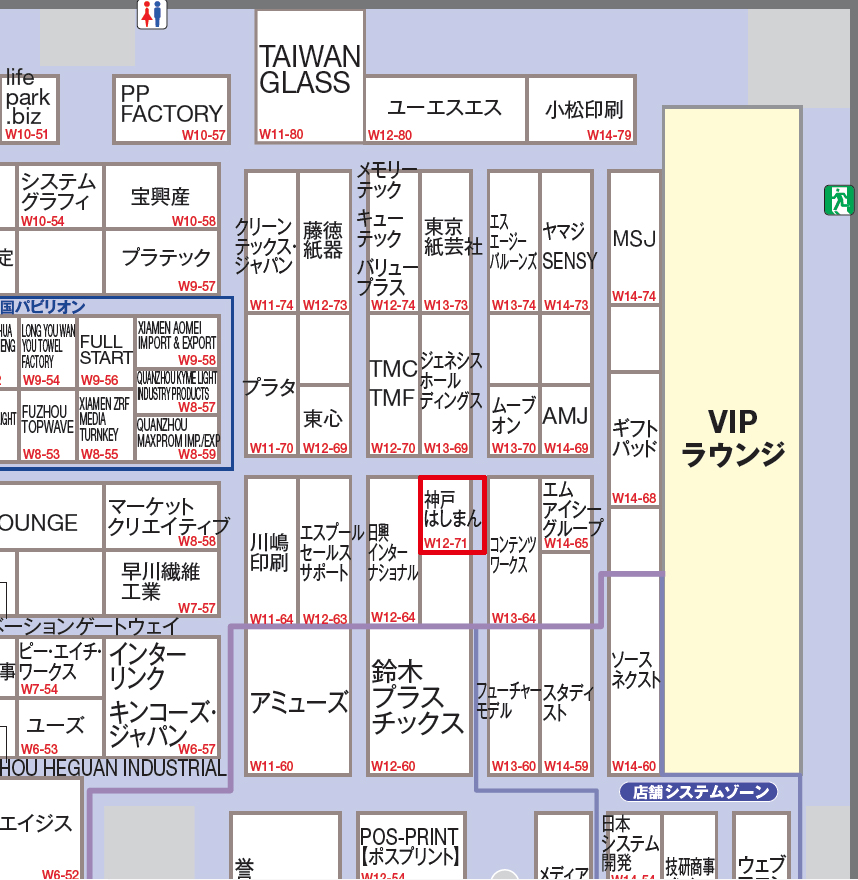 TAIWAN
GLASS
W11-80
life
park
.biz
W10-51
PP
FACTORY
W10-57
ユーエスエス
W12-80
小松印刷
W14-79
システム
グラフィ
W10-54
宝興産
W10-58
定
プラテック
W9-57
クリーン
テックス・
ジャパン
W11-74
藤徳
紙器
W12-73
メモリー
テック
キュー
テック
バリュー
プラス
W12-74
東京
紙芸社
W13-73
エス
エージー
バルーンズ
W13-74
ヤマジ
SENSY
W14-73
MSJ
W14-74
国パビリオン
HUA
ENG
LONG YOU WAN
YOU TOWEL
FACTORY
W9-54
FULL
START
W9-56
XIAMEN AOMEI
IMPORT & EXPORT
W9-58
QUANZHOU KYME LIGHT
INDUSTRY PRODUCTS
W8-57
IGHT
FUZHOU
TOPWAVE
W8-53
XIAMEN ZRF
MEDIA
TURNKEY
W8-55
QUANZHOU
MAXPROM IMP./EXP
W8-59
プラタ
W11-70
東心
W12-69
TMC
TMF
W12-70
ジェネシス
ホール
ディングス
W13-69
ムーブ
オン
W13-70
AMJ
W14-69
ギフト
パッド
W14-68
VIP
ラウンジ
OUNGE
マーケット
クリエイティブ
W8-58
早川繊維
工業
W7-57
川嶋
印刷
W11-64
エスプール
セールス
サポート
W12-63
日興
インター
ナショナル
W12-64
神戸
はしまん
W12-71
コンテンツ
ワークス
W13-64
エム
アイシー
グループ
W14-65
ベーションゲートウェイ
事
ピー・エイチ・
ワークス
W7-54
インター
リンク
キンコーズ・
ジャパン
W6-57
ユーズ
W6-53
アミューズ
W11-60
鈴木
プラス
チックス
W12-60
フューチャー
モデル
W13-60
スタディ
スト
W14-59
ソース
ネクスト
W14-60
HOU HEGUAN INDUSTRIAL
店舗システムゾーン
エイジス
W6-52
誉
POS-PRINT
【ポスプリント】
W12-54
メディア
日本
システム
開発
W14-54
技研商事
ウェブ